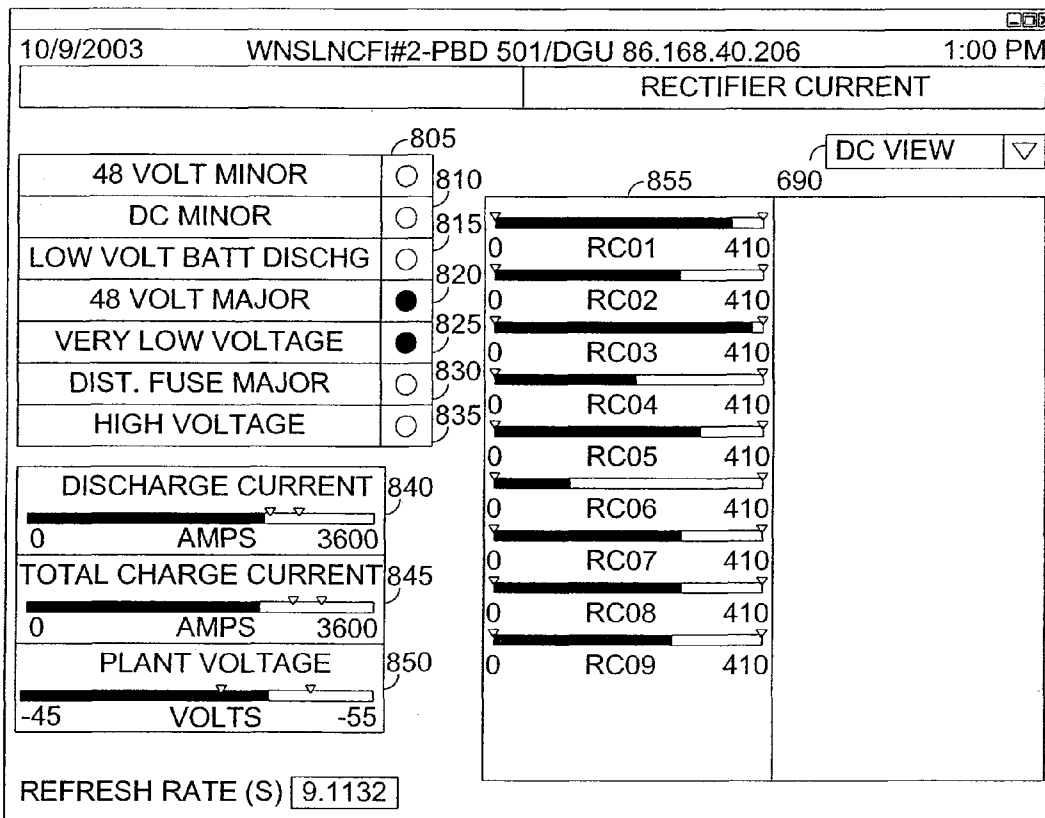 10/9/2003 WNSLNCFI#2-PBD 501/DGU 86.168.40.206 1:00 PM
RECTIFIER CURRENT
805
DC VIEW
690
855
48 VOLT MINOR
810
DC MINOR
815
LOW VOLT BATT DISCHG
820
48 VOLT MAJOR
825
VERY LOW VOLTAGE
830
DIST. FUSE MAJOR
835
HIGH VOLTAGE
DISCHARGE CURRENT 840
0 AMPS 3600
TOTAL CHARGE CURRENT 845
0 AMPS 3600
PLANT VOLTAGE 850
-45 VOLTS -55
REFRESH RATE (S) 9.1132
0 RC01 410
0 RC02 410
0 RC03 410
0 RC04 410
0 RC05 410
0 RC06 410
0 RC07 410
0 RC08 410
0 RC09 410